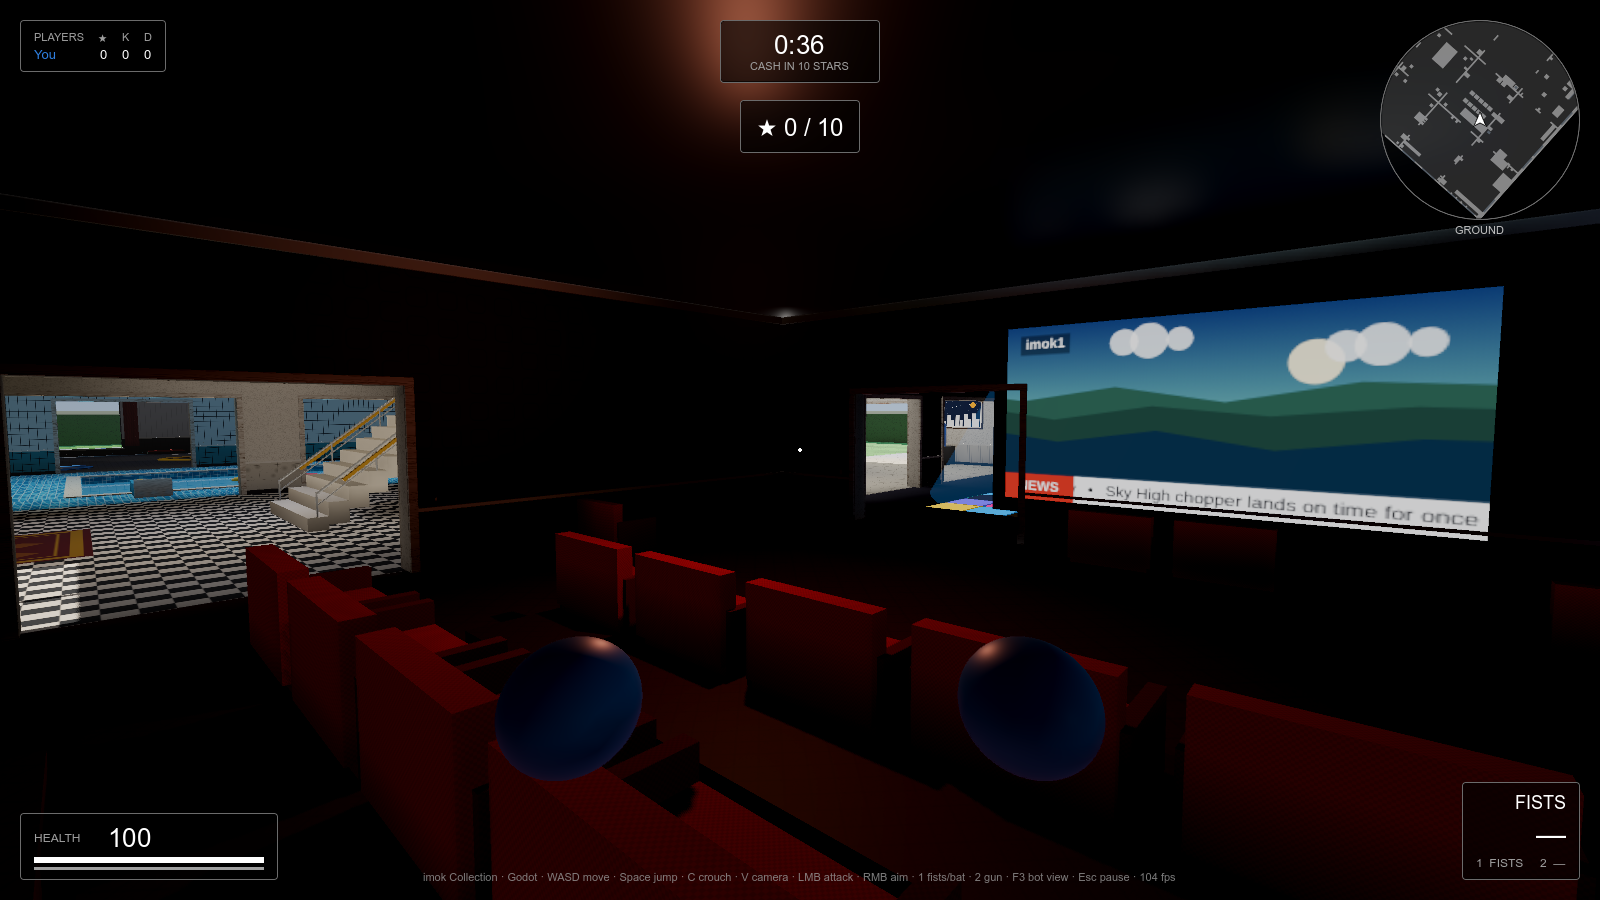 PLAYERS ★ K D
You 0 0 0
0:36
CASH IN 10 STARS
★ 0 / 10
GROUND
imok1
NEWS • Sky High chopper lands on time for once
HEALTH 100
FISTS
1 FISTS 2 —
imok Collection · Godot · WASD move · Space jump · C crouch · V camera · LMB attack · RMB aim · 1 fists/bat · 2 gun · F3 bot view · Esc pause · 104 fps